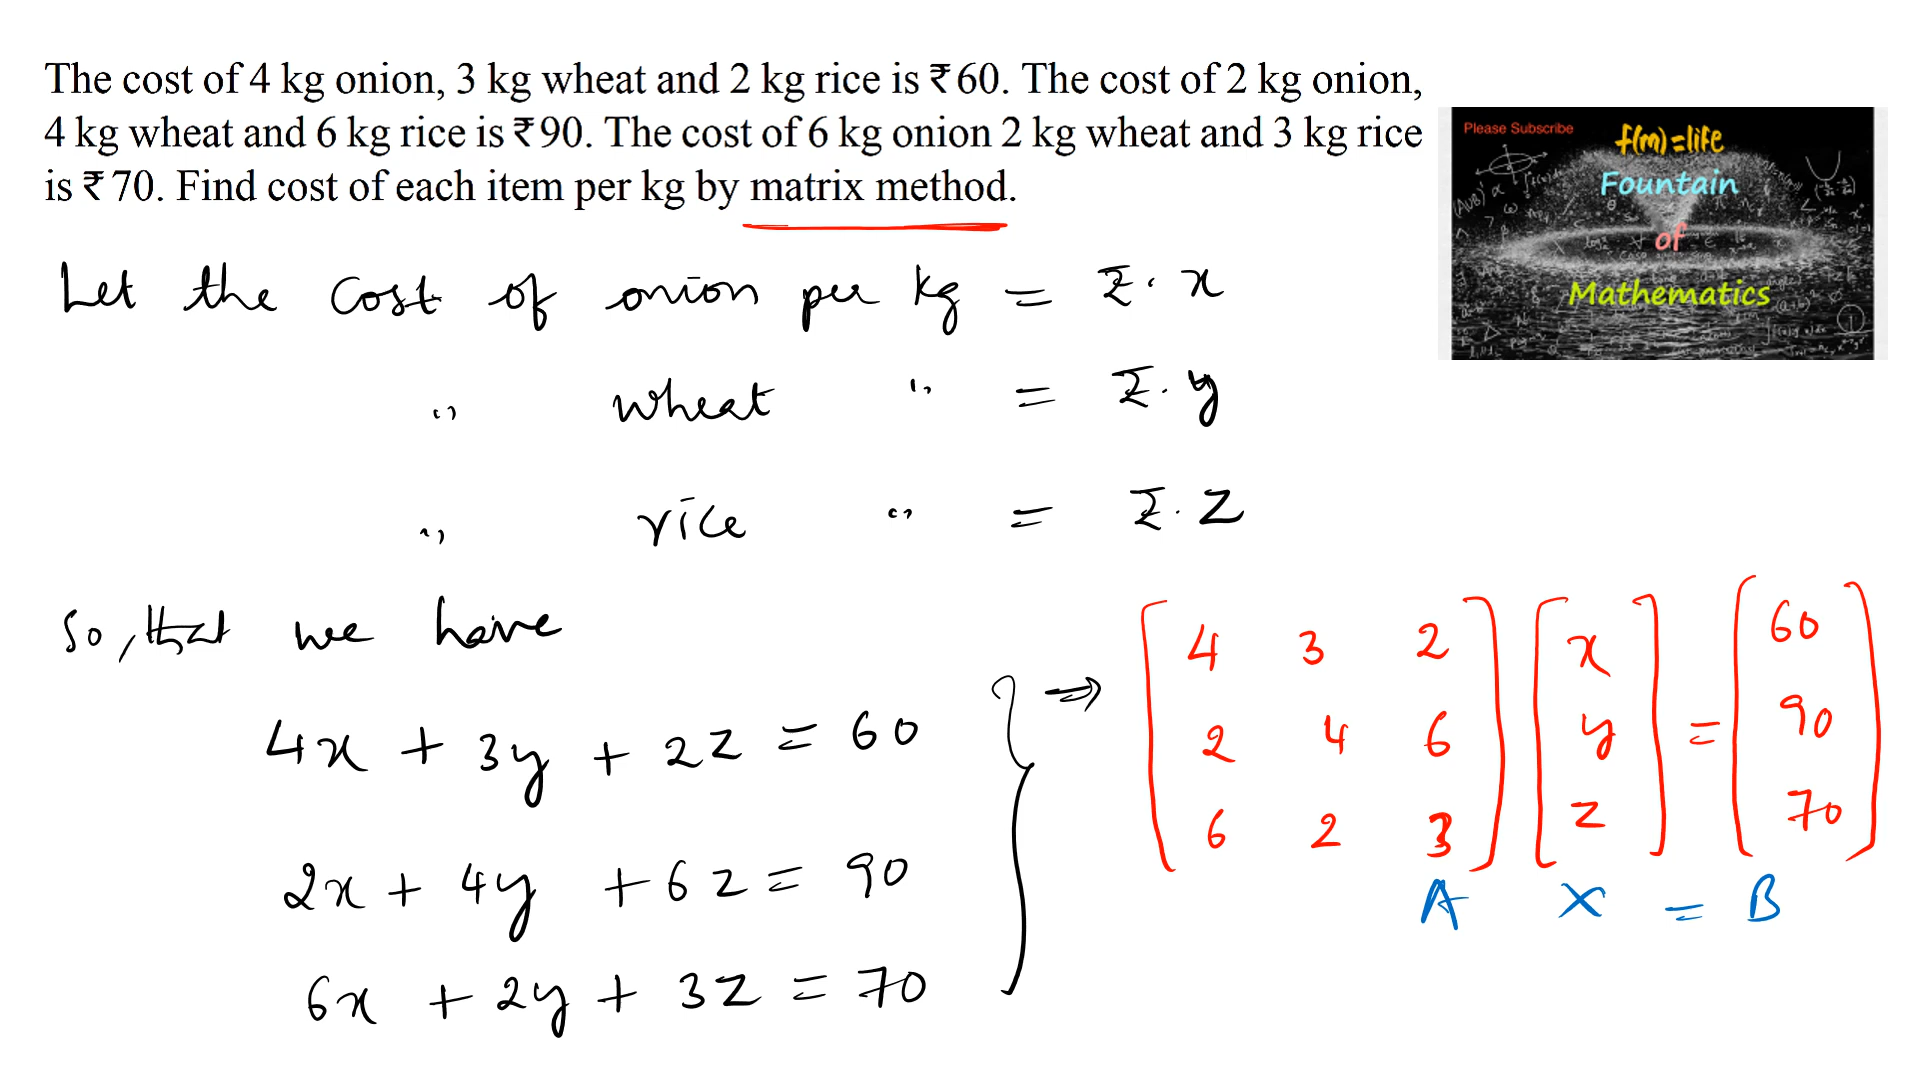 The cost of 4 kg onion, 3 kg wheat and 2 kg rice is ₹ 60. The cost of 2 kg onion,
4 kg wheat and 6 kg rice is ₹ 90. The cost of 6 kg onion 2 kg wheat and 3 kg rice
is ₹ 70. Find cost of each item per kg by matrix method.
Please Subscribe
f(m)=life
Fountain
of
Mathematics
Let the cost of onion per kg = ₹. x
" wheat " = ₹. y
" rice " = ₹. z
So, that we have
4x + 3y + 2z = 60
2x + 4y + 6z = 90
6x + 2y + 3z = 70
⇒ [4 3 2] [x] = [60]
[2 4 6] [y] = [90]
[6 2 3] [z] = [70]
A X = B